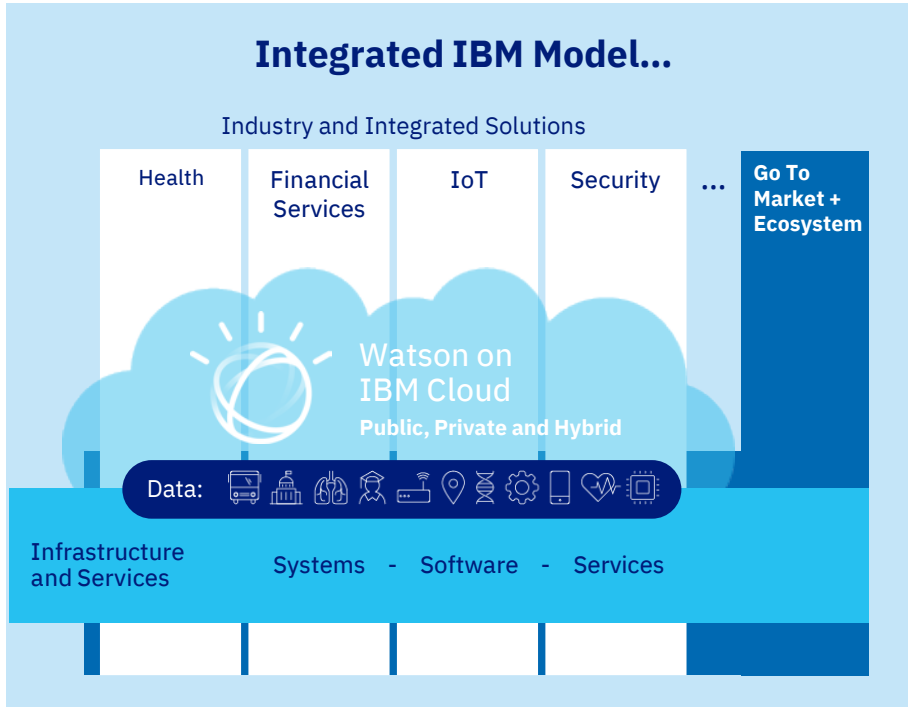 Integrated IBM Model...
Industry and Integrated Solutions
Health
Financial
Services
IoT
Security
...
Go To
Market +
Ecosystem
Watson on
IBM Cloud
Public, Private and Hybrid
Data:
Infrastructure
and Services
Systems - Software - Services